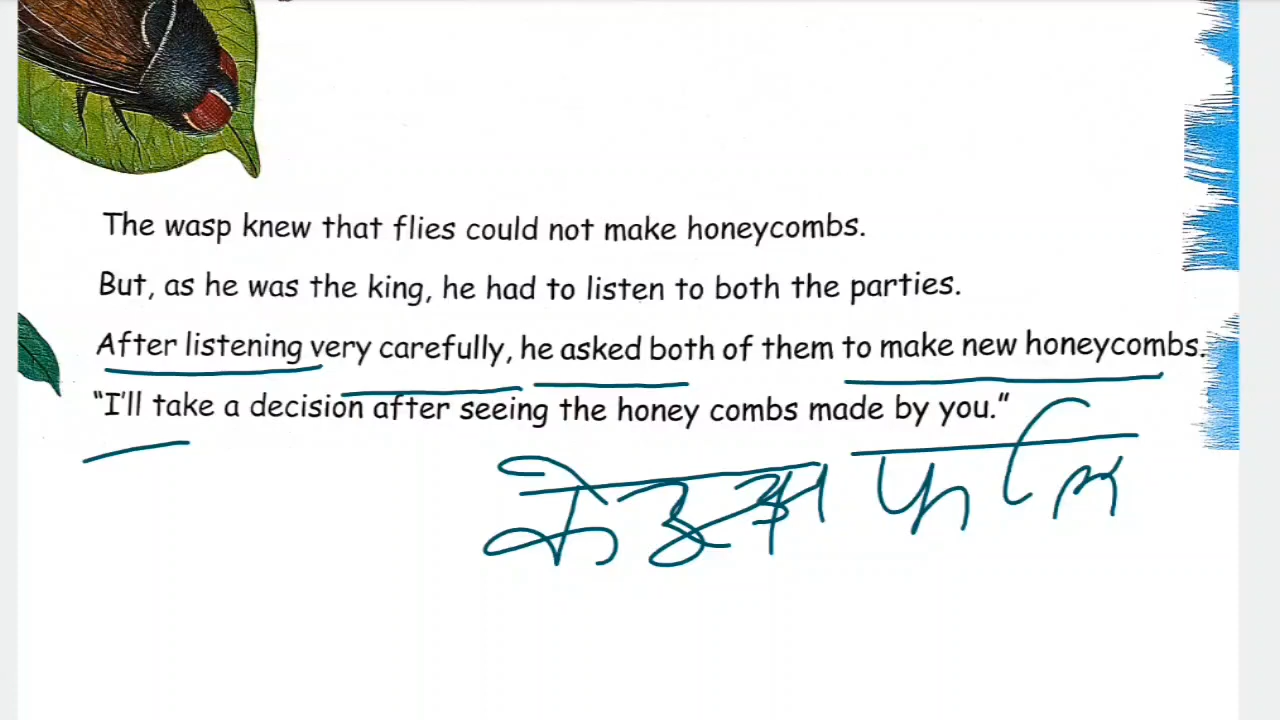 The wasp knew that flies could not make honeycombs.
But, as he was the king, he had to listen to both the parties.
After listening very carefully, he asked both of them to make new honeycombs.
"I'll take a decision after seeing the honey combs made by you."